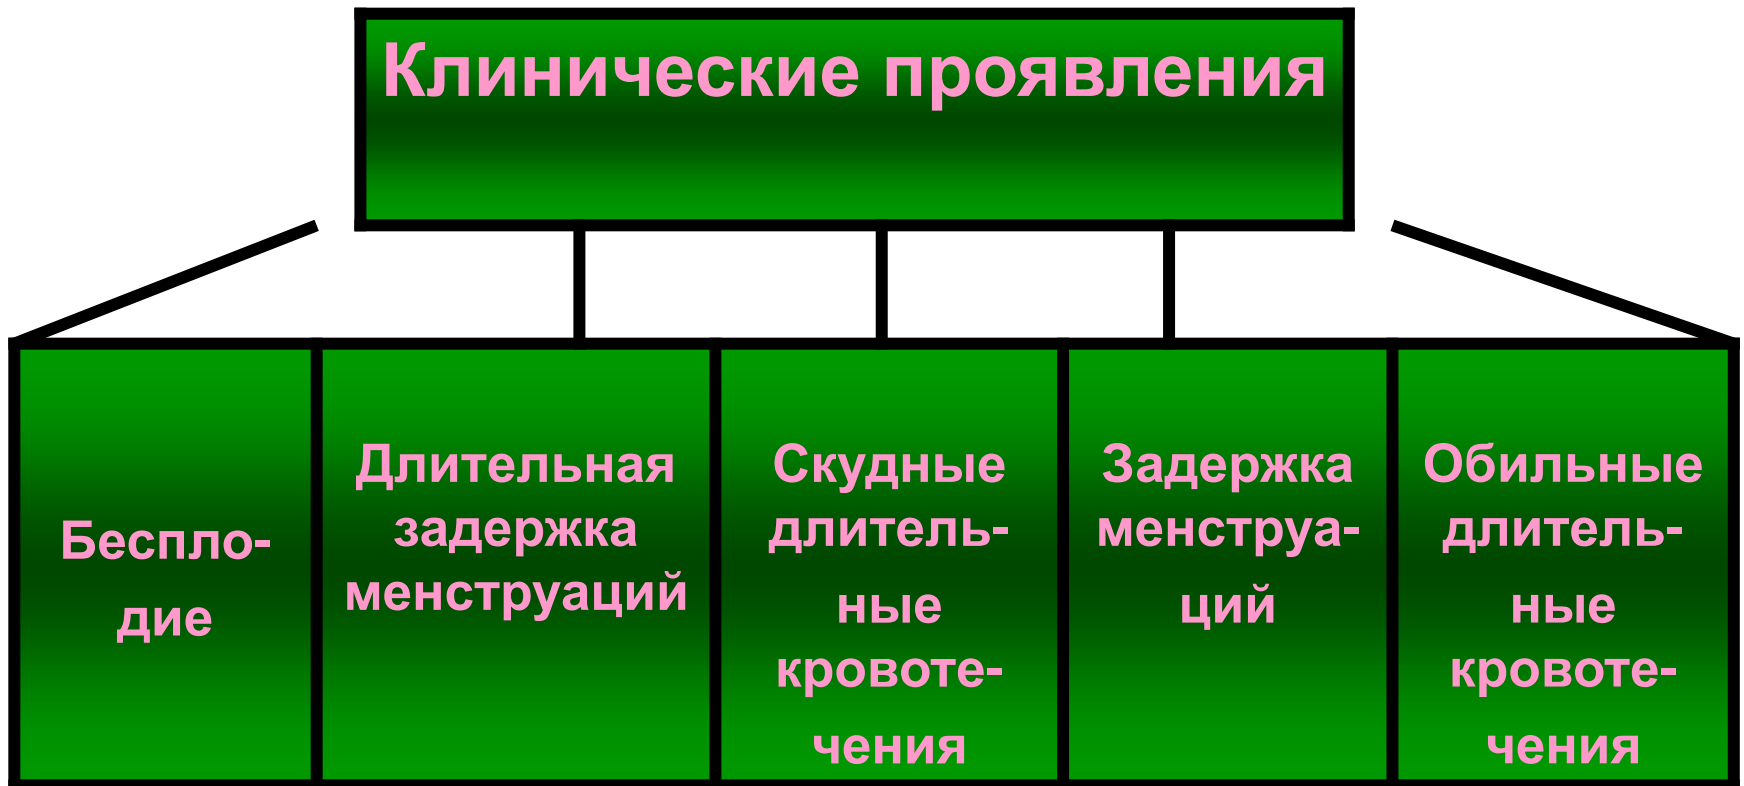 Клинические проявления
Беспло-
дие
Длительная
задержка
менструаций
Скудные
длитель-
ные
кровоте-
чения
Задержка
менструа-
ций
Обильные
длитель-
ные
кровоте-
чения